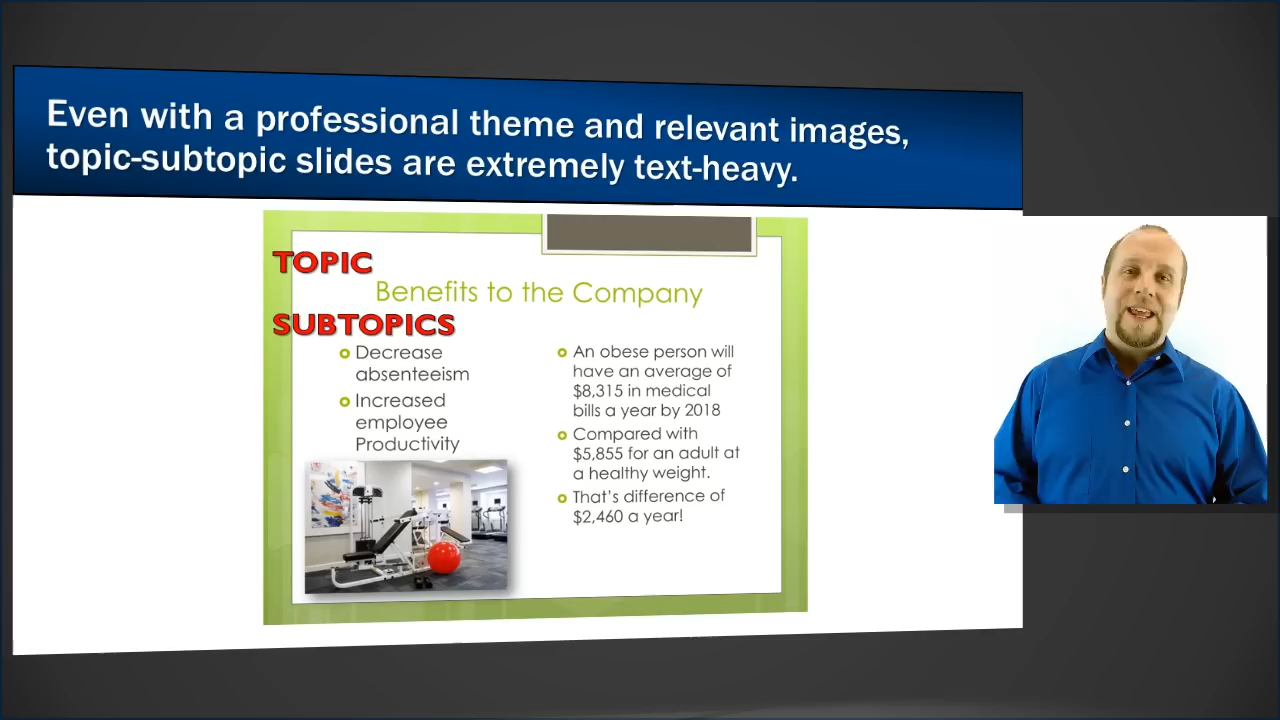 Even with a professional theme and relevant images,
topic-subtopic slides are extremely text-heavy.
TOPIC
Benefits to the Company
SUBTOPICS
Decrease
absenteeism
Increased
employee
Productivity
An obese person will
have an average of
$8,315 in medical
bills a year by 2018
Compared with
$5,855 for an adult at
a healthy weight.
That's difference of
$2,460 a year!